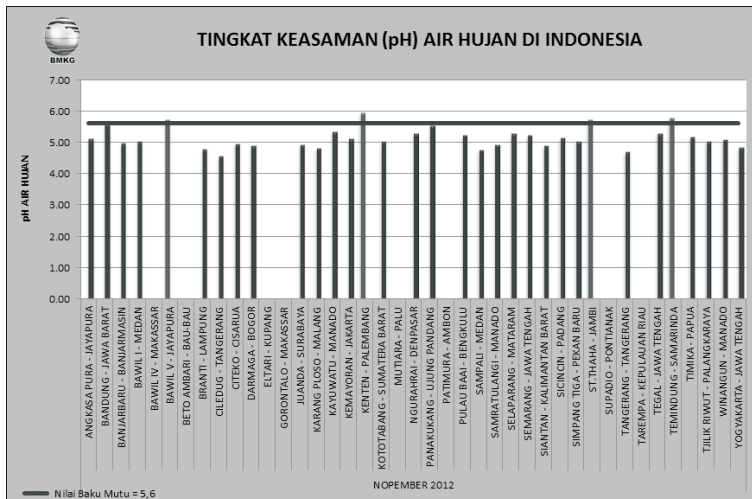 BMKG
TINGKAT KEASAMAN (pH) AIR HUJAN DI INDONESIA
pH AIR HUJAN
7.00
6.00
5.00
4.00
3.00
2.00
1.00
0.00
ANGKASA PURA - JAYAPURA
BANDUNG - JAWA BARAT
BANJARBARU - BANJARMASIN
BAWIL I - MEDAN
BAWIL IV - MAKASSAR
BAWIL V - JAYAPURA
BETO AMBARI - BAU-BAU
BRANTI - LAMPUNG
CILEDUG - TANGERANG
CITEKO - CISARUA
DARMAGA - BOGOR
ELTARI - KUPANG
GORONTALO - MAKASSAR
JUANDA - SURABAYA
KARANG PLOSO - MALANG
KAYUWATU - MANADO
KEMAYORAN - JAKARTA
KENTEN - PALEMBANG
KOTOTABANG - SUMATERA BARAT
MUTIARA - PALU
NGURAHRAI - DENPASAR
PANAKUKANG - UJUNG PANDANG
PATIMURA - AMBON
PULAU BAAI - BENGKULU
SAMPALI - MEDAN
SAMRATULANGI - MANADO
SELAPARANG - MATARAM
SEMARANG - JAWA TENGAH
SIANTAN - KALIMANTAN BARAT
SICINCIN - PADANG
SIMPANG TIGA - PEKAN BARU
ST.THAHA - JAMBI
SUPADIO - PONTIANAK
TANGERANG - TANGERANG
TAREMPA - KEPULAUAN RIAU
TEGAL - JAWA TENGAH
TEMINDUNG - SAMARINDA
TIMIKA - PAPUA
TJILIK RIWUT - PALANGKARAYA
WINANGUN - MANADO
YOGYAKARTA - JAWA TENGAH
NOPEMBER 2012
Nilai Baku Mutu = 5,6